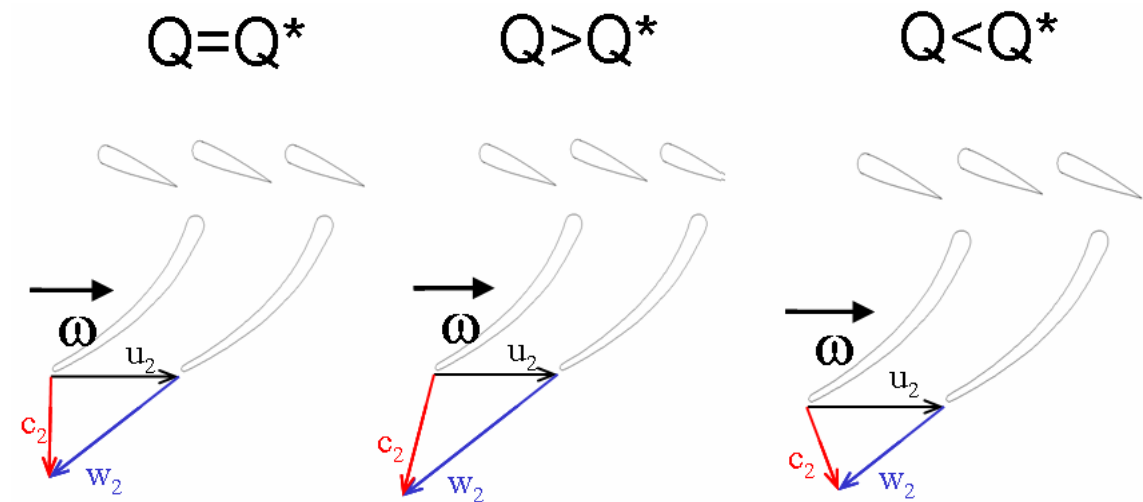 Q=Q*
Q>Q*
Q<Q*
ω
u₂
c₂
w₂
ω
u₂
c₂
w₂
ω
u₂
c₂
w₂